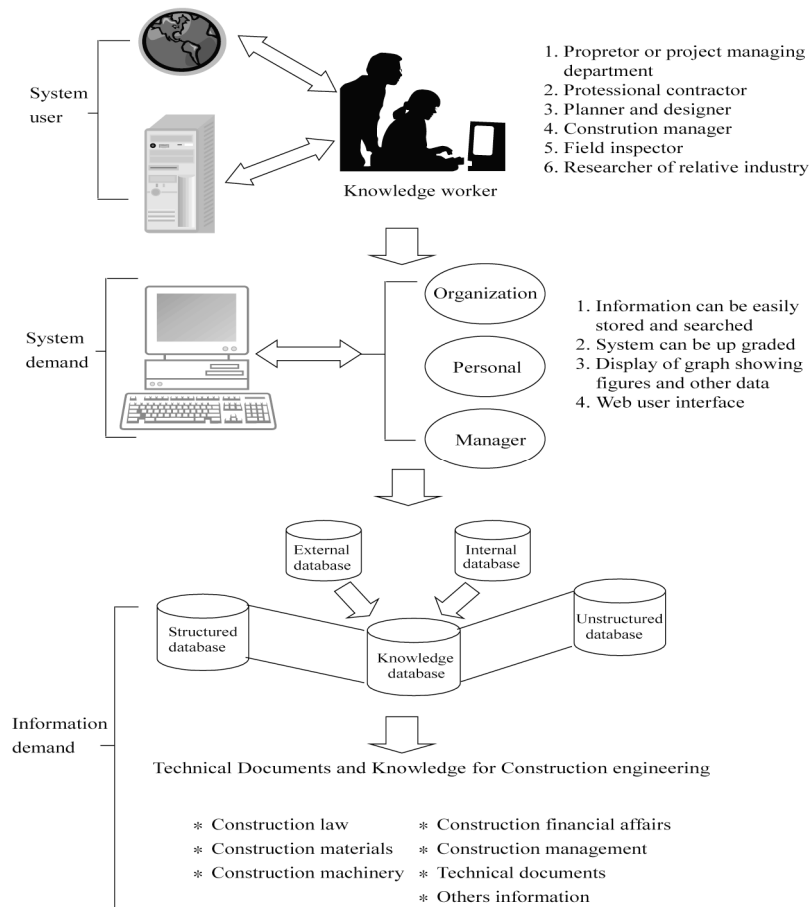 System
user
Knowledge worker
1. Propretor or project managing
department
2. Protessional contractor
3. Planner and designer
4. Constrution manager
5. Field inspector
6. Researcher of relative industry
System
demand
Organization
Personal
Manager
1. Information can be easily
stored and searched
2. System can be up graded
3. Display of graph showing
figures and other data
4. Web user interface
External
database
Internal
database
Structured
database
Knowledge
database
Unstructured
database
Information
demand
Technical Documents and Knowledge for Construction engineering
* Construction law
* Construction materials
* Construction machinery
* Construction financial affairs
* Construction management
* Technical documents
* Others information